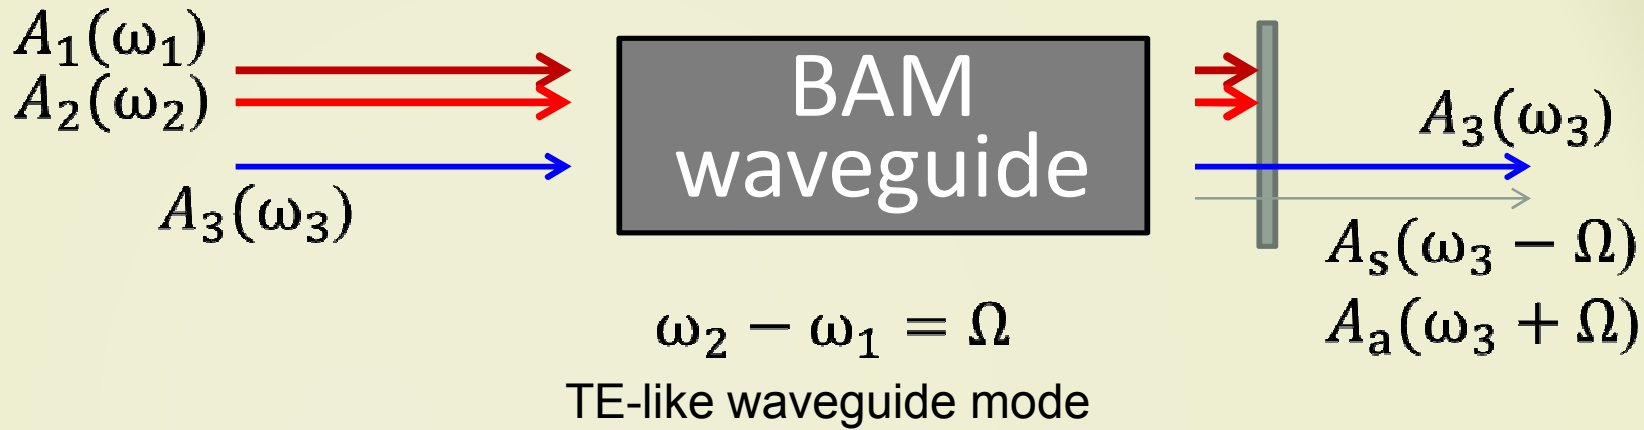 A₁(ω₁)
A₂(ω₂)
A₃(ω₃)
BAM
waveguide
A₃(ω₃)
Aₛ(ω₃ − Ω)
Aₐ(ω₃ + Ω)
ω₂ − ω₁ = Ω
TE-like waveguide mode